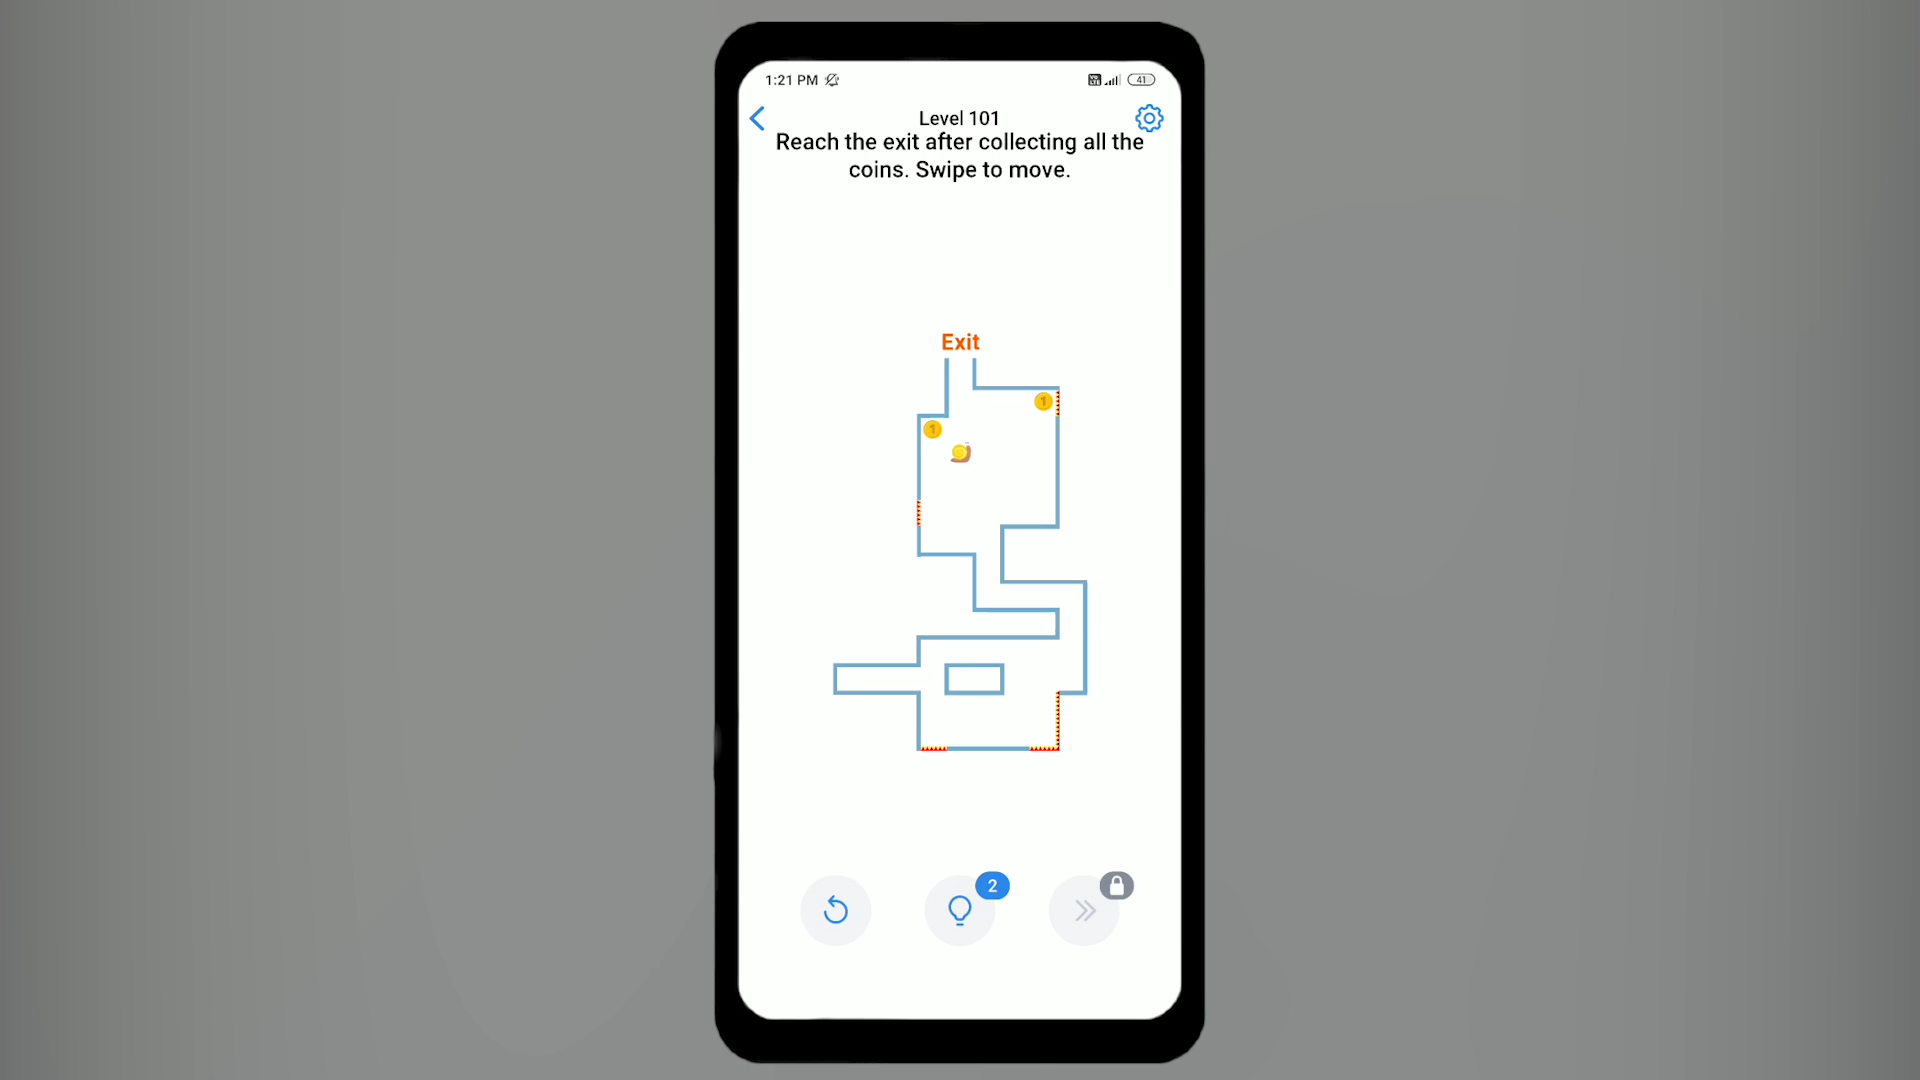 1:21 PM
41
Level 101
Reach the exit after collecting all the
coins. Swipe to move.
Exit
1
1
2